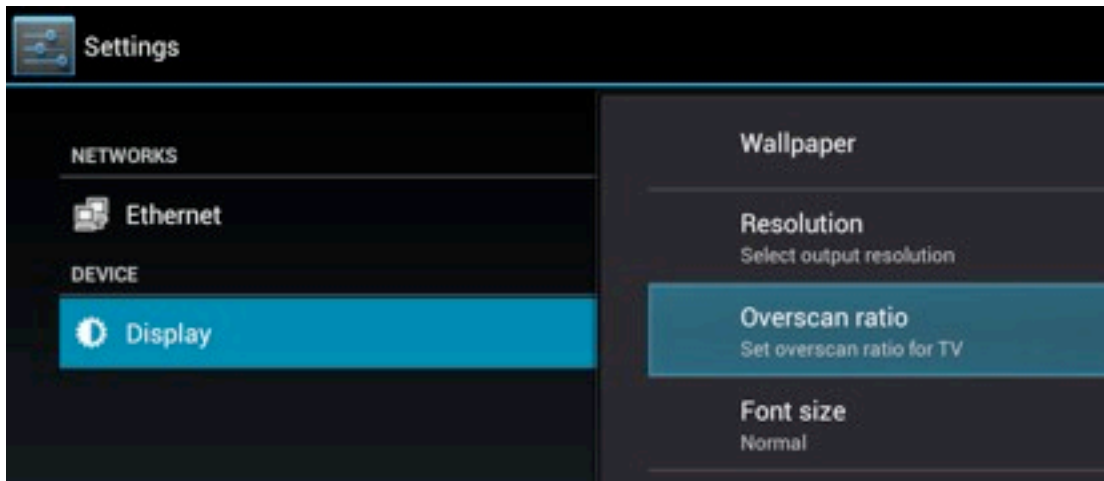 Settings
NETWORKS
Ethernet
DEVICE
Display
Wallpaper
Resolution
Select output resolution
Overscan ratio
Set overscan ratio for TV
Font size
Normal